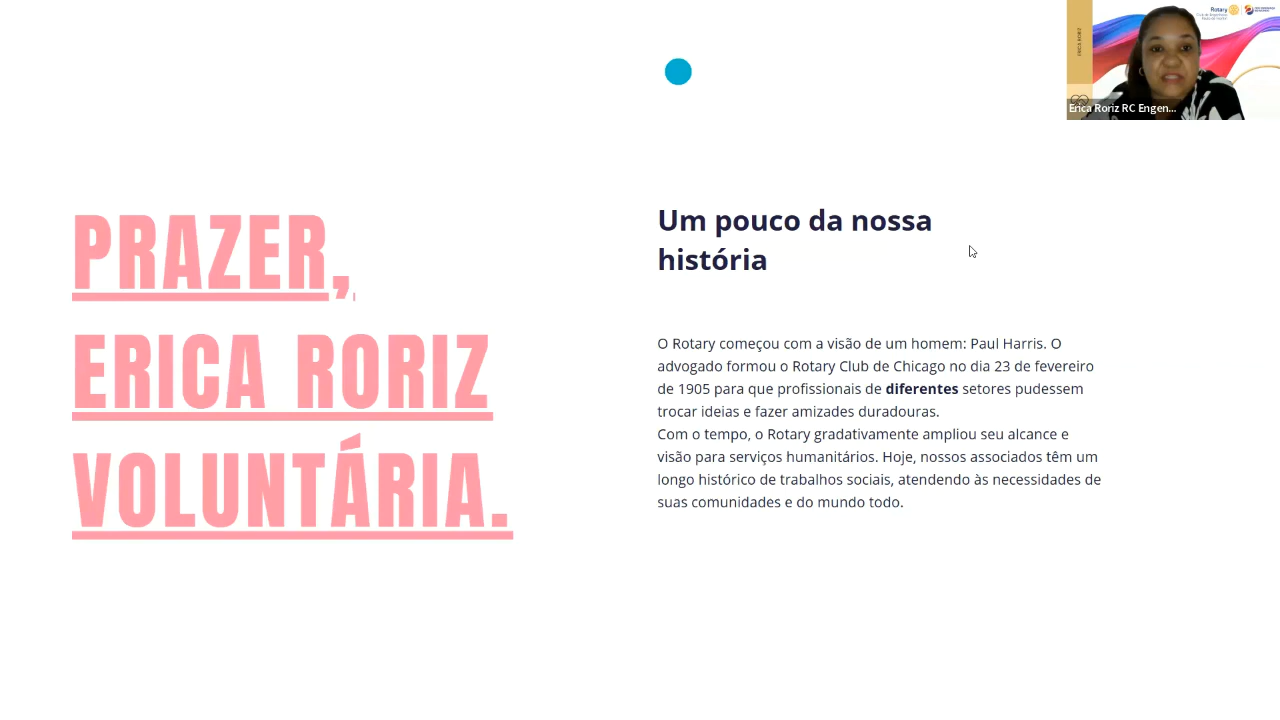 PRAZER,
ERICA RORIZ
VOLUNTÁRIA.
Um pouco da nossa
história
O Rotary começou com a visão de um homem: Paul Harris. O
advogado formou o Rotary Club de Chicago no dia 23 de fevereiro
de 1905 para que profissionais de diferentes setores pudessem
trocar ideias e fazer amizades duradouras.
Com o tempo, o Rotary gradativamente ampliou seu alcance e
visão para serviços humanitários. Hoje, nossos associados têm um
longo histórico de trabalhos sociais, atendendo às necessidades de
suas comunidades e do mundo todo.
ERICA RORIZ
Rotary
Erica Roriz RC Engen...